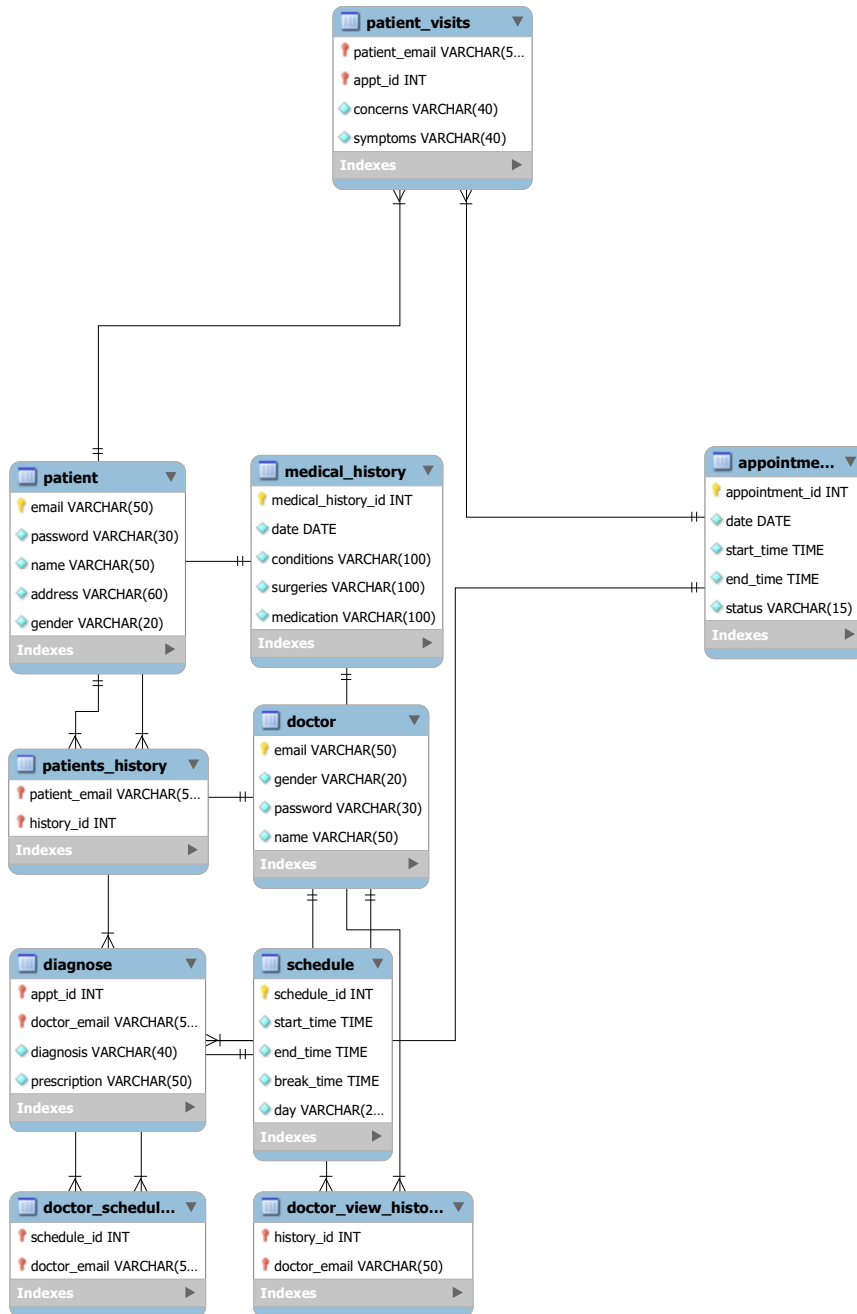 patient_visits
patient_email VARCHAR(5...
appt_id INT
concerns VARCHAR(40)
symptoms VARCHAR(40)
Indexes
patient
email VARCHAR(50)
password VARCHAR(30)
name VARCHAR(50)
address VARCHAR(60)
gender VARCHAR(20)
Indexes
medical_history
medical_history_id INT
date DATE
conditions VARCHAR(100)
surgeries VARCHAR(100)
medication VARCHAR(100)
Indexes
appointme...
appointment_id INT
date DATE
start_time TIME
end_time TIME
status VARCHAR(15)
Indexes
patients_history
patient_email VARCHAR(5...
history_id INT
Indexes
doctor
email VARCHAR(50)
gender VARCHAR(20)
password VARCHAR(30)
name VARCHAR(50)
Indexes
diagnose
appt_id INT
doctor_email VARCHAR(5...
diagnosis VARCHAR(40)
prescription VARCHAR(50)
Indexes
schedule
schedule_id INT
start_time TIME
end_time TIME
break_time TIME
day VARCHAR(2...
Indexes
doctor_schedul...
schedule_id INT
doctor_email VARCHAR(5...
Indexes
doctor_view_histo...
history_id INT
doctor_email VARCHAR(50)
Indexes